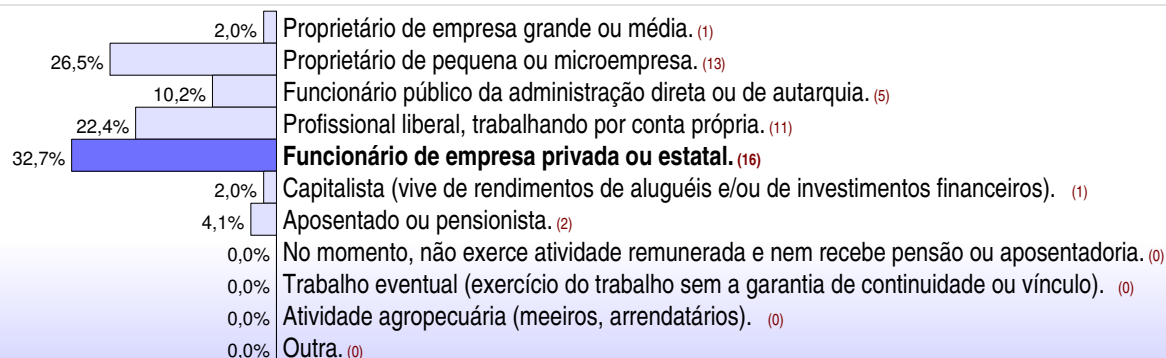 2,0% Proprietário de empresa grande ou média. (1)
26,5% Proprietário de pequena ou microempresa. (13)
10,2% Funcionário público da administração direta ou de autarquia. (5)
22,4% Profissional liberal, trabalhando por conta própria. (11)
32,7% Funcionário de empresa privada ou estatal. (16)
2,0% Capitalista (vive de rendimentos de aluguéis e/ou de investimentos financeiros). (1)
4,1% Aposentado ou pensionista. (2)
0,0% No momento, não exerce atividade remunerada e nem recebe pensão ou aposentadoria. (0)
0,0% Trabalho eventual (exercício do trabalho sem a garantia de continuidade ou vínculo). (0)
0,0% Atividade agropecuária (meeiros, arrendatários). (0)
0,0% Outra. (0)